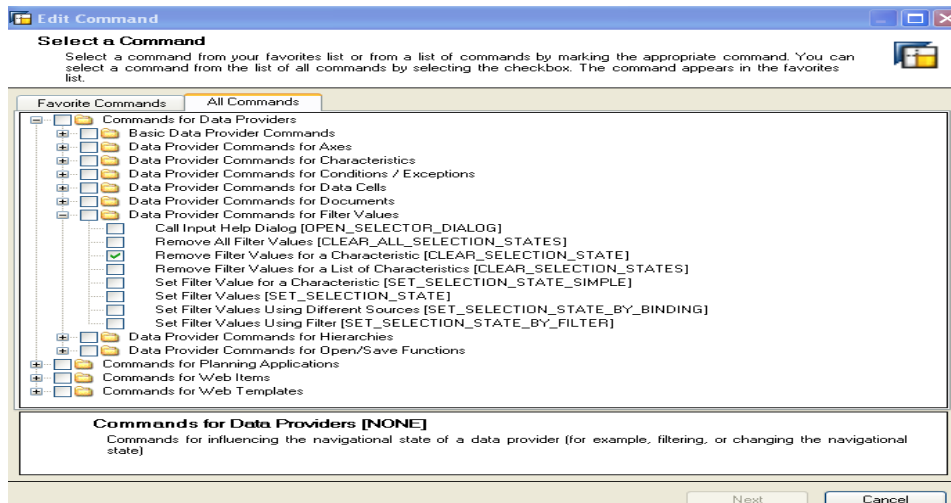 Edit Command
Select a Command
Select a command from your favorites list or from a list of commands by marking the appropriate command. You can
select a command from the list of all commands by selecting the checkbox. The command appears in the favorites
list.
Favorite Commands All Commands
Commands for Data Providers
Basic Data Provider Commands
Data Provider Commands for Axes
Data Provider Commands for Characteristics
Data Provider Commands for Conditions / Exceptions
Data Provider Commands for Data Cells
Data Provider Commands for Documents
Data Provider Commands for Filter Values
Call Input Help Dialog [OPEN_SELECTOR_DIALOG]
Remove All Filter Values [CLEAR_ALL_SELECTION_STATES]
Remove Filter Values for a Characteristic [CLEAR_SELECTION_STATE]
Remove Filter Values for a List of Characteristics [CLEAR_SELECTION_STATES]
Set Filter Value for a Characteristic [SET_SELECTION_STATE_SIMPLE]
Set Filter Values [SET_SELECTION_STATE]
Set Filter Values Using Different Sources [SET_SELECTION_STATE_BY_BINDING]
Set Filter Values Using Filter [SET_SELECTION_STATE_BY_FILTER]
Data Provider Commands for Hierarchies
Data Provider Commands for Open/Save Functions
Commands for Planning Applications
Commands for Web Items
Commands for Web Templates
Commands for Data Providers [NONE]
Commands for influencing the navigational state of a data provider (for example, filtering, or changing the navigational
state)
Next Cancel